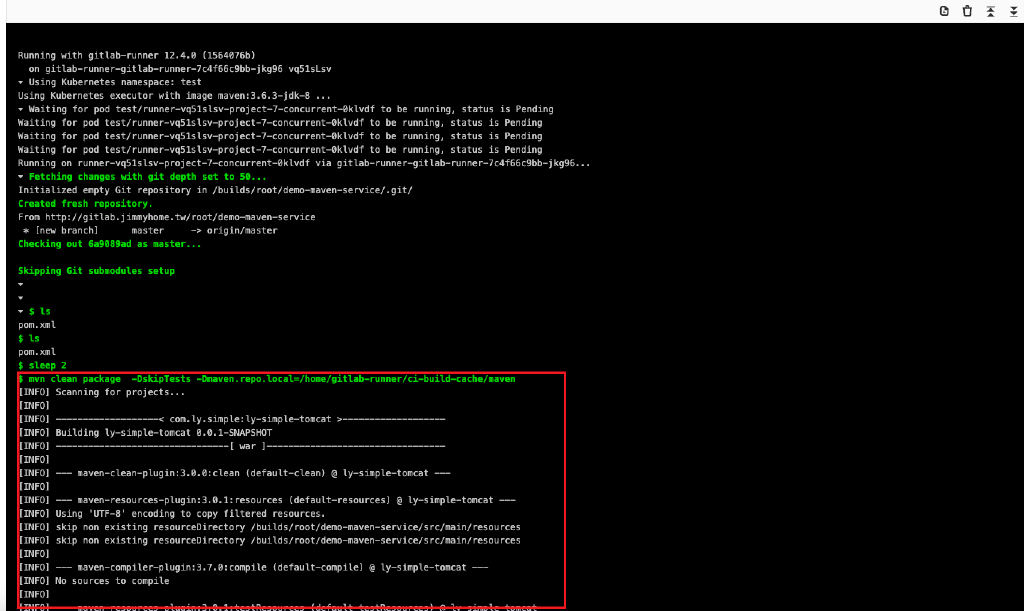 Running with gitlab-runner 12.4.0 (1564076b)
on gitlab-runner-gitlab-runner-7c4f66c9bb-jkg96 vq51sLsv
Using Kubernetes namespace: test
Using Kubernetes executor with image maven:3.6.3-jdk-8 ...
Waiting for pod test/runner-vq51slsv-project-7-concurrent-0klvdf to be running, status is Pending
Waiting for pod test/runner-vq51slsv-project-7-concurrent-0klvdf to be running, status is Pending
Waiting for pod test/runner-vq51slsv-project-7-concurrent-0klvdf to be running, status is Pending
Waiting for pod test/runner-vq51slsv-project-7-concurrent-0klvdf to be running, status is Pending
Running on runner-vq51slsv-project-7-concurrent-0klvdf via gitlab-runner-gitlab-runner-7c4f66c9bb-jkg96...
Fetching changes with git depth set to 50...
Initialized empty Git repository in /builds/root/demo-maven-service/.git/
Created fresh repository.
From http://gitlab.jimmyhome.tw/root/demo-maven-service
* [new branch] master -> origin/master
Checking out 6a9089ad as master...
Skipping Git submodules setup
$ ls
pom.xml
$ ls
pom.xml
$ sleep 2
$ mvn clean package -DskipTests -Dmaven.repo.local=/home/gitlab-runner/ci-build-cache/maven
[INFO] Scanning for projects...
[INFO]
[INFO] -------------------< com.ly.simple:ly-simple-tomcat >-------------------
[INFO] Building ly-simple-tomcat 0.0.1-SNAPSHOT
[INFO] --------------------------------[ war ]---------------------------------
[INFO]
[INFO] --- maven-clean-plugin:3.0.0:clean (default-clean) @ ly-simple-tomcat ---
[INFO]
[INFO] --- maven-resources-plugin:3.0.1:resources (default-resources) @ ly-simple-tomcat ---
[INFO] Using 'UTF-8' encoding to copy filtered resources.
[INFO] skip non existing resourceDirectory /builds/root/demo-maven-service/src/main/resources
[INFO] skip non existing resourceDirectory /builds/root/demo-maven-service/src/main/resources
[INFO]
[INFO] --- maven-compiler-plugin:3.7.0:compile (default-compile) @ ly-simple-tomcat ---
[INFO] No sources to compile
[INFO]
[INFO] --- maven-resources-plugin:3.0.1:testResources (default-testResources) @ ly-simple-tomcat